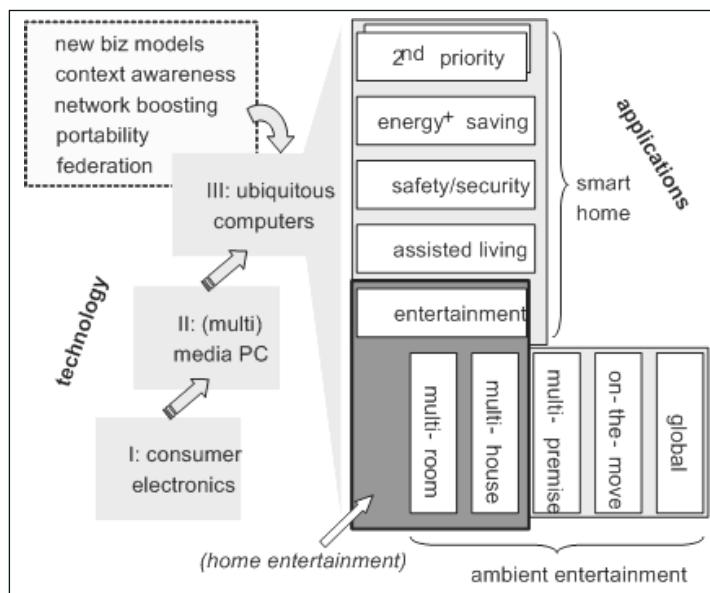 new biz models
context awareness
network boosting
portability
federation
III: ubiquitous
computers
technology
II: (multi)
media PC
I: consumer
electronics
(home entertainment)
2nd priority
energy+ saving
safety/security
assisted living
entertainment
smart
home
applications
multi- room
multi- house
multi- premise
on- the- move
global
ambient entertainment